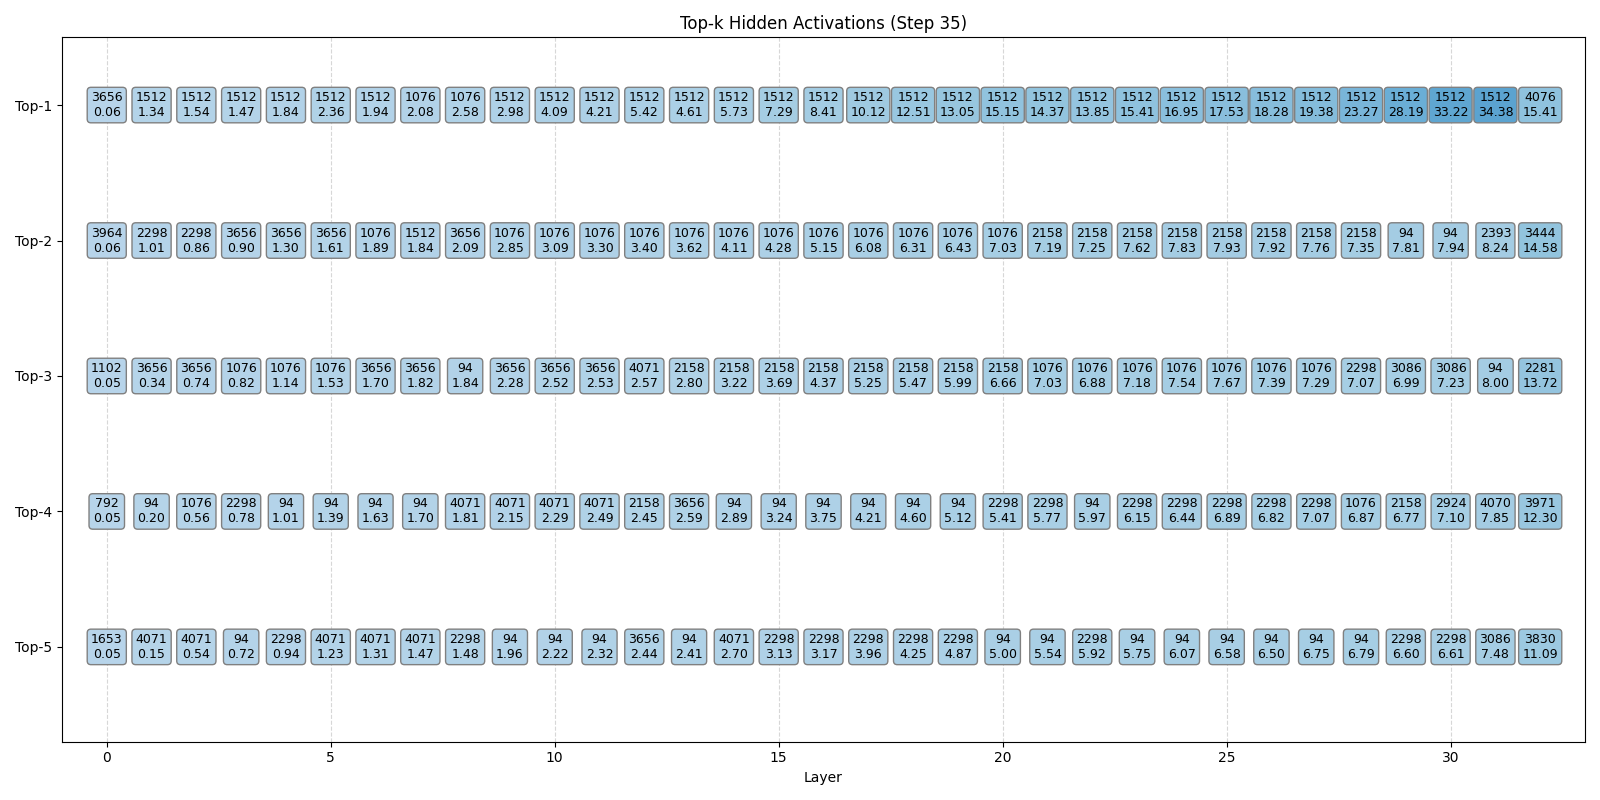 Top-k Hidden Activations (Step 35)
Top-1
3656 1512 1512 1512 1512 1512 1512 1076 1076 1512 1512 1512 1512 1512 1512 1512 1512 1512 1512 1512 1512 1512 1512 1512 1512 1512 1512 1512 1512 1512 1512 1512 4076
0.06 1.34 1.54 1.47 1.84 2.36 1.94 2.08 2.58 2.98 4.09 4.21 5.42 4.61 5.73 7.29 8.41 10.12 12.51 13.05 15.15 14.37 13.85 15.41 16.95 17.53 18.28 19.38 23.27 28.19 33.22 34.38 15.41
Top-2
3964 2298 2298 3656 3656 3656 1076 1512 3656 1076 1076 1076 1076 1076 1076 1076 1076 1076 1076 1076 1076 2158 2158 2158 2158 2158 2158 2158 2158 94 94 2393 3444
0.06 1.01 0.86 0.90 1.30 1.61 1.89 1.84 2.09 2.85 3.09 3.30 3.40 3.62 4.11 4.28 5.15 6.08 6.31 6.43 7.03 7.19 7.25 7.62 7.83 7.93 7.92 7.76 7.35 7.81 7.94 8.24 14.58
Top-3
1102 3656 3656 1076 1076 1076 3656 3656 94 3656 3656 3656 4071 2158 2158 2158 2158 2158 2158 2158 2158 1076 1076 1076 1076 1076 1076 1076 2298 3086 3086 94 2281
0.05 0.34 0.74 0.82 1.14 1.53 1.70 1.82 1.84 2.28 2.52 2.53 2.57 2.80 3.22 3.69 4.37 5.25 5.47 5.99 6.66 7.03 6.88 7.18 7.54 7.67 7.39 7.29 7.07 6.99 7.23 8.00 13.72
Top-4
792 94 1076 2298 94 94 94 94 4071 4071 4071 4071 2158 3656 94 94 94 94 94 94 2298 2298 94 2298 2298 2298 2298 2298 1076 2158 2924 4070 3971
0.05 0.20 0.56 0.78 1.01 1.39 1.63 1.70 1.81 2.15 2.29 2.49 2.45 2.59 2.89 3.24 3.75 4.21 4.60 5.12 5.41 5.77 5.97 6.15 6.44 6.89 6.82 7.07 6.87 6.77 7.10 7.85 12.30
Top-5
1653 4071 4071 94 2298 4071 4071 4071 2298 94 94 94 3656 94 4071 2298 2298 2298 2298 2298 94 94 2298 94 94 94 94 94 94 2298 2298 3086 3830
0.05 0.15 0.54 0.72 0.94 1.23 1.31 1.47 1.48 1.96 2.22 2.32 2.44 2.41 2.70 3.13 3.17 3.96 4.25 4.87 5.00 5.54 5.92 5.75 6.07 6.58 6.50 6.75 6.79 6.60 6.61 7.48 11.09
0 5 10 15 20 25 30
Layer